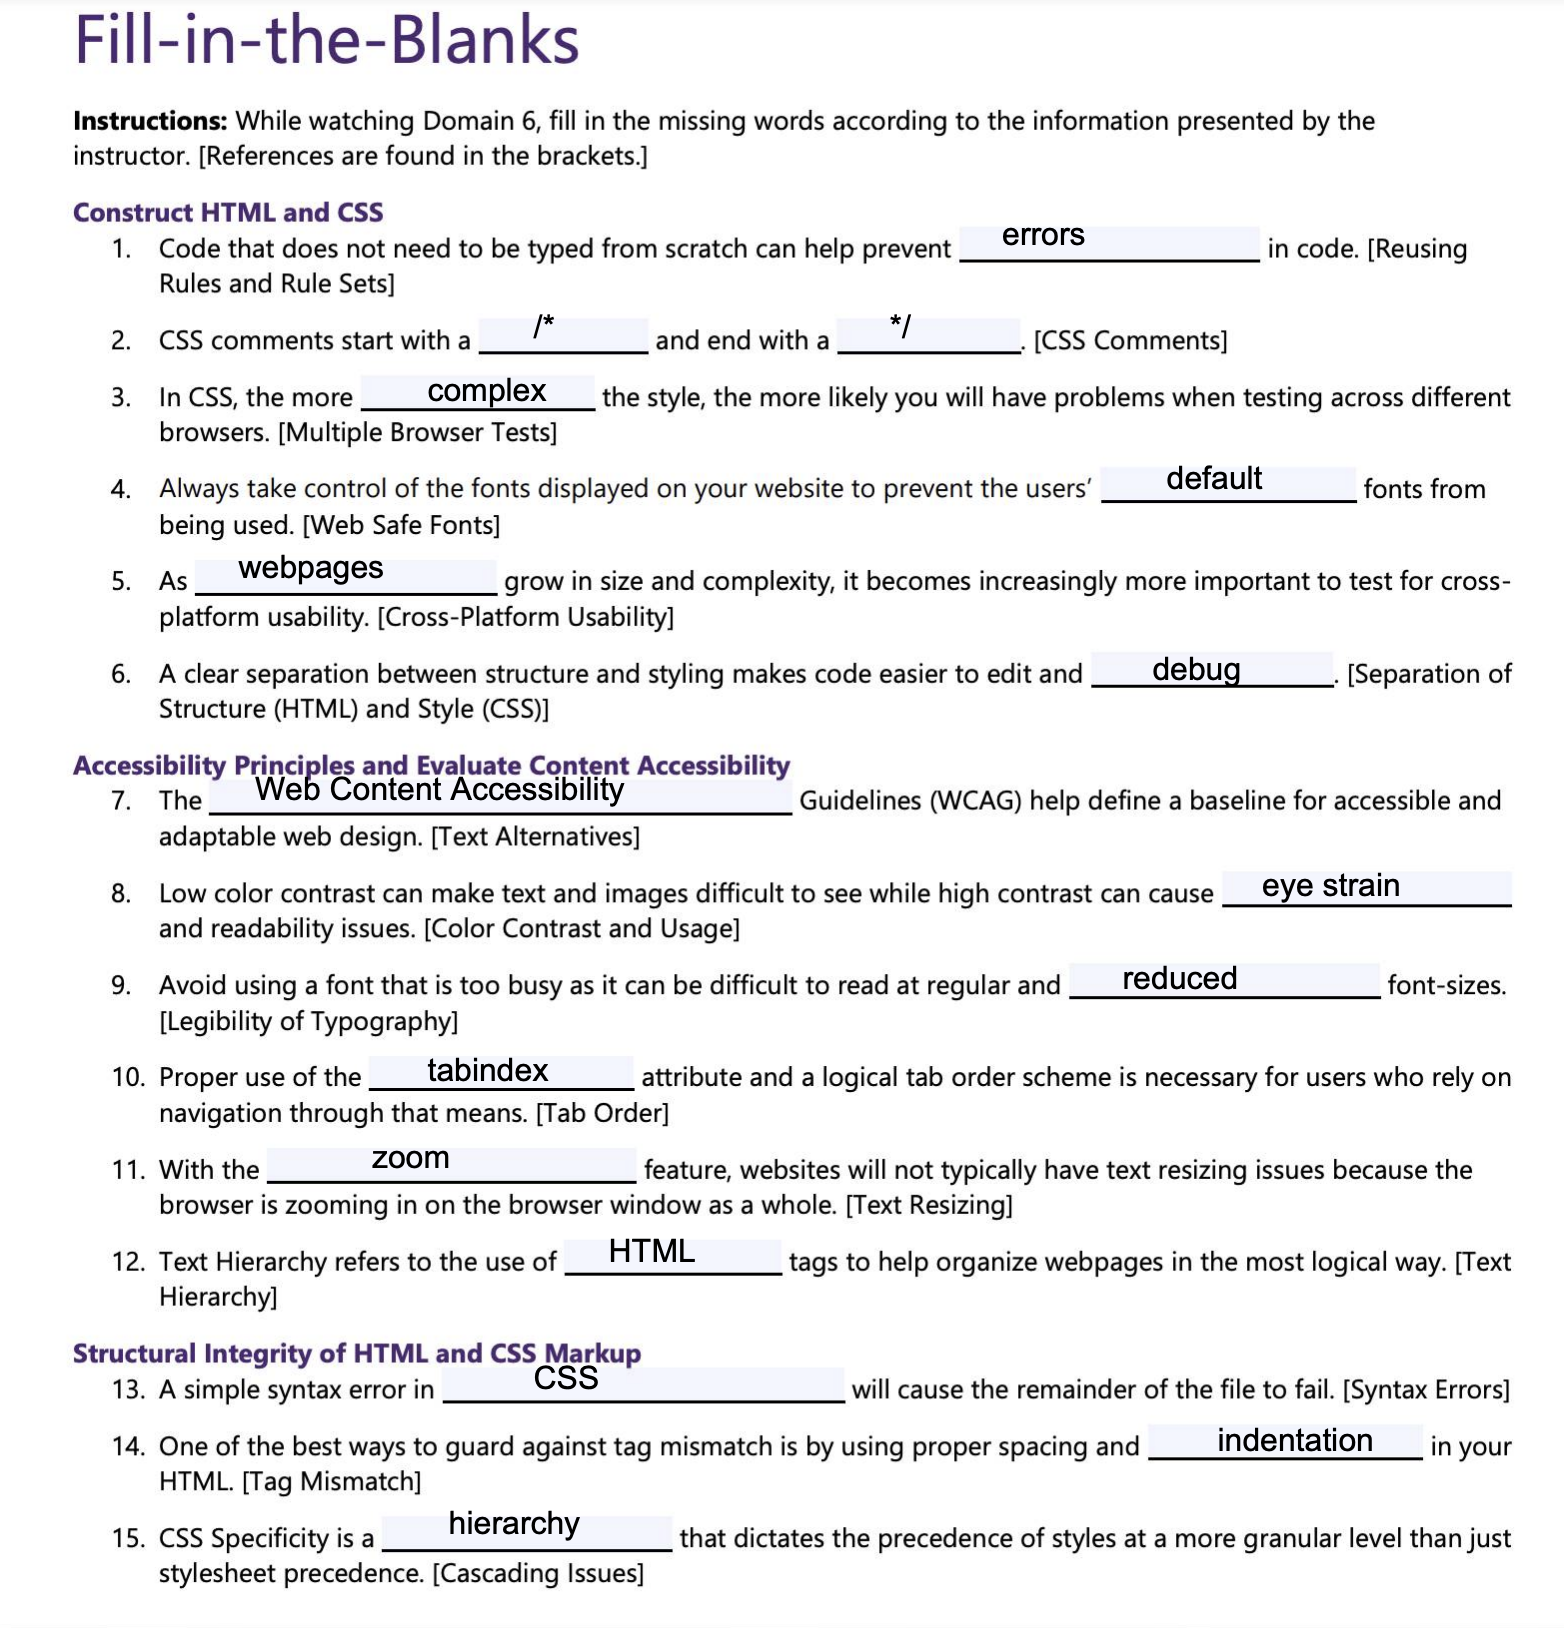 Fill-in-the-Blanks
Instructions: While watching Domain 6, fill in the missing words according to the information presented by the
instructor. [References are found in the brackets.]
Construct HTML and CSS
1. Code that does not need to be typed from scratch can help prevent errors in code. [Reusing
Rules and Rule Sets]
2. CSS comments start with a /* and end with a */. [CSS Comments]
3. In CSS, the more complex the style, the more likely you will have problems when testing across different
browsers. [Multiple Browser Tests]
4. Always take control of the fonts displayed on your website to prevent the users' default fonts from
being used. [Web Safe Fonts]
5. As webpages grow in size and complexity, it becomes increasingly more important to test for cross-
platform usability. [Cross-Platform Usability]
6. A clear separation between structure and styling makes code easier to edit and debug. [Separation of
Structure (HTML) and Style (CSS)]
Accessibility Principles and Evaluate Content Accessibility
7. The Web Content Accessibility Guidelines (WCAG) help define a baseline for accessible and
adaptable web design. [Text Alternatives]
8. Low color contrast can make text and images difficult to see while high contrast can cause eye strain
and readability issues. [Color Contrast and Usage]
9. Avoid using a font that is too busy as it can be difficult to read at regular and reduced font-sizes.
[Legibility of Typography]
10. Proper use of the tabindex attribute and a logical tab order scheme is necessary for users who rely on
navigation through that means. [Tab Order]
11. With the zoom feature, websites will not typically have text resizing issues because the
browser is zooming in on the browser window as a whole. [Text Resizing]
12. Text Hierarchy refers to the use of HTML tags to help organize webpages in the most logical way. [Text
Hierarchy]
Structural Integrity of HTML and CSS Markup
13. A simple syntax error in CSS will cause the remainder of the file to fail. [Syntax Errors]
14. One of the best ways to guard against tag mismatch is by using proper spacing and indentation in your
HTML. [Tag Mismatch]
15. CSS Specificity is a hierarchy that dictates the precedence of styles at a more granular level than just
stylesheet precedence. [Cascading Issues]